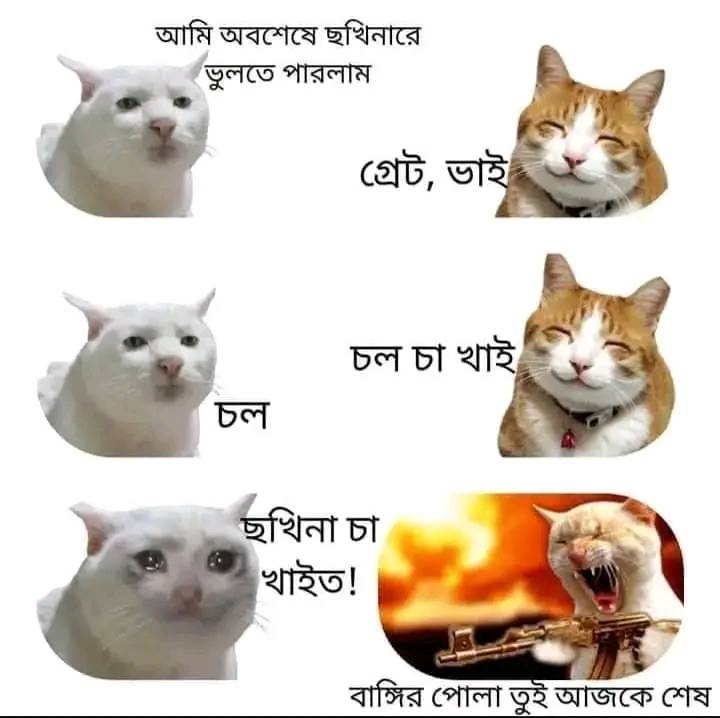 আমি অবশেষে ছখিনারে
ভুলতে পারলাম
গ্রেট, ভাই
চল চা খাই
চল
ছখিনা চা
খাইত!
বাঙ্গির পোলা তুই আজকে শেষ